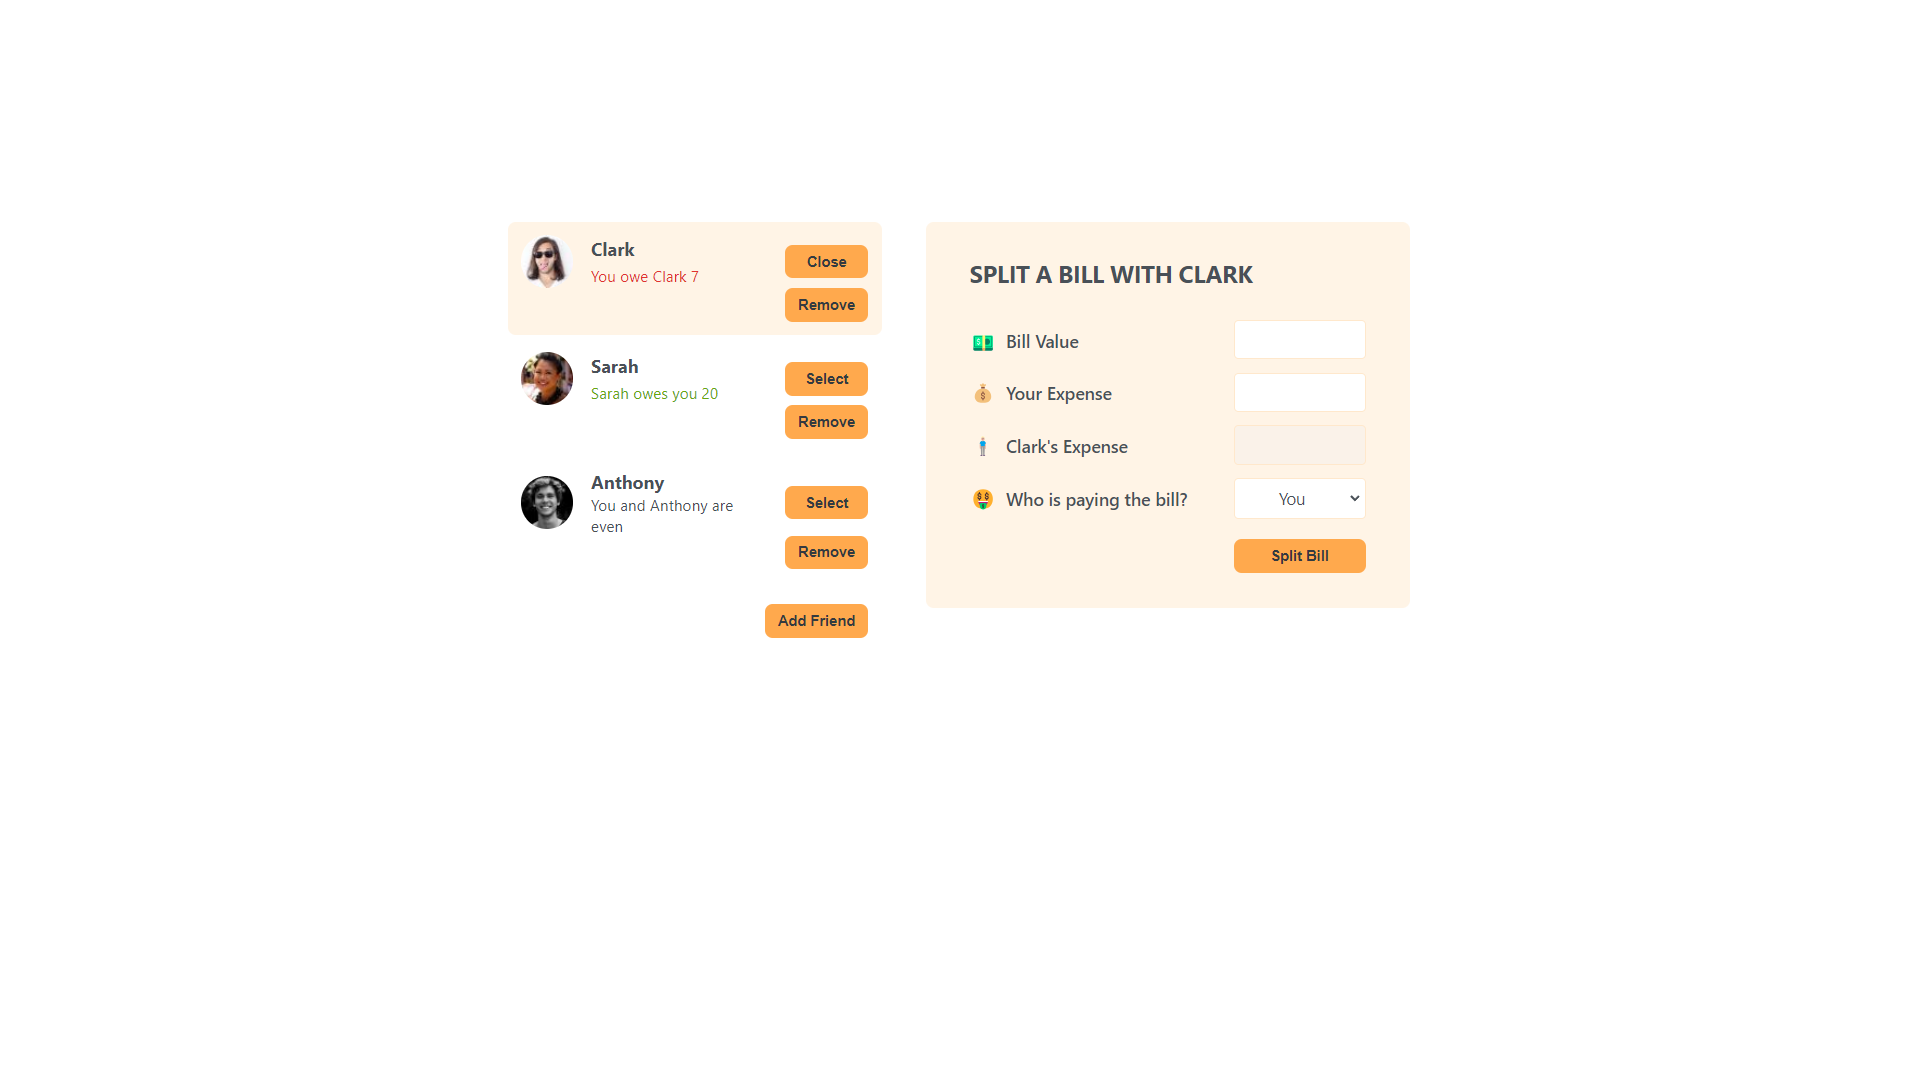 Clark
You owe Clark 7
Close
Remove
Sarah
Sarah owes you 20
Select
Remove
Anthony
You and Anthony are
even
Select
Remove
Add Friend
SPLIT A BILL WITH CLARK
Bill Value
Your Expense
Clark's Expense
Who is paying the bill?
You
Split Bill